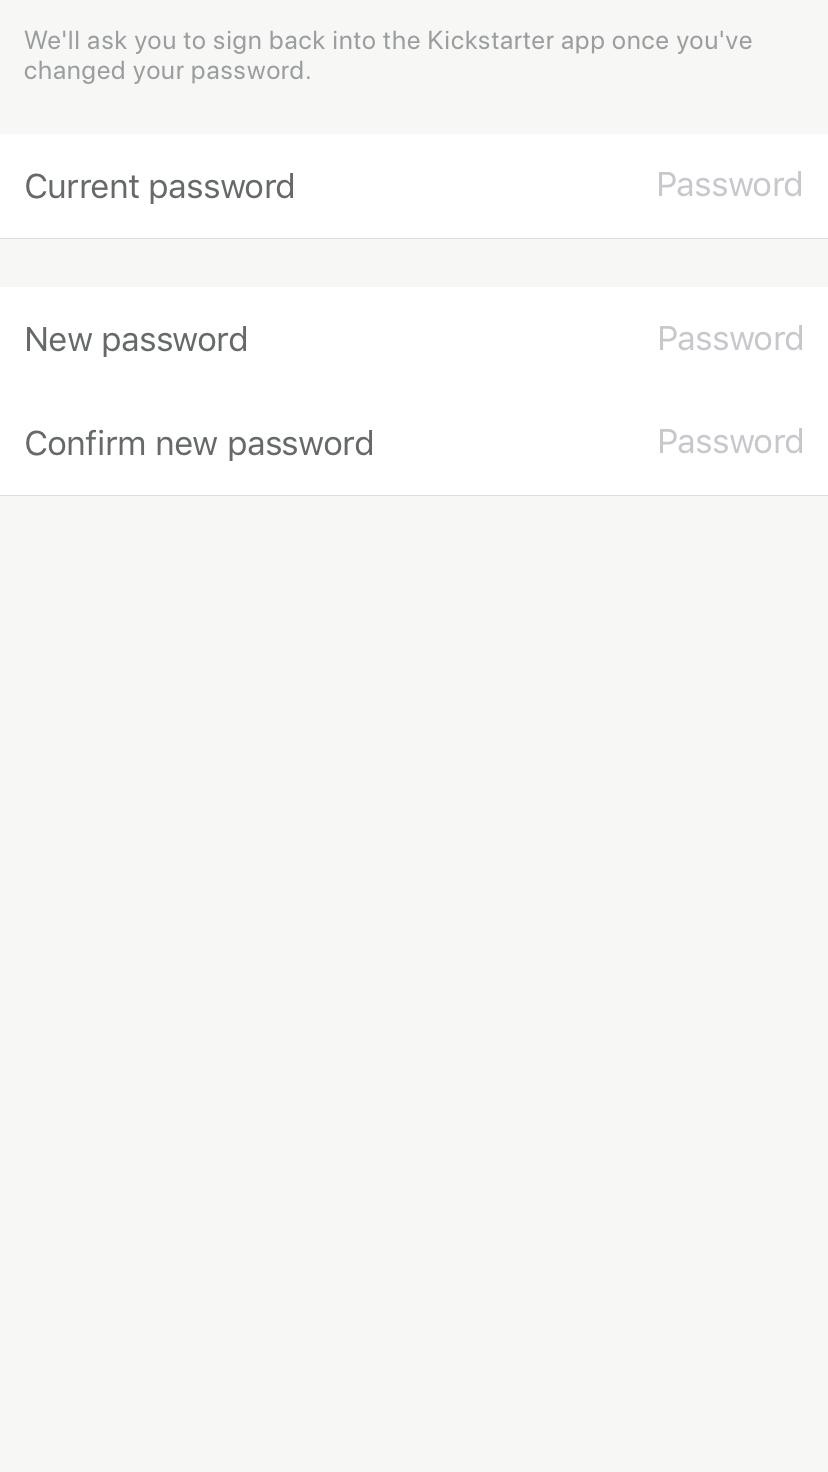 We'll ask you to sign back into the Kickstarter app once you've
changed your password.
Current password Password
New password Password
Confirm new password Password